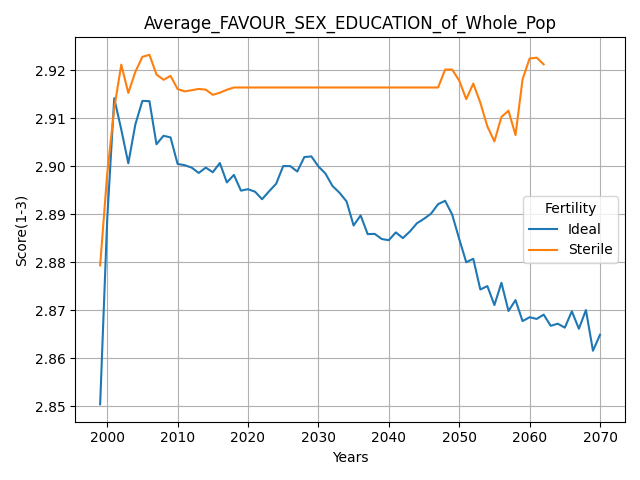 Average_FAVOUR_SEX_EDUCATION_of_Whole_Pop
Score(1-3)
2.92
2.91
2.90
2.89
2.88
2.87
2.86
2.85
Fertility
Ideal
Sterile
2000 2010 2020 2030 2040 2050 2060 2070
Years